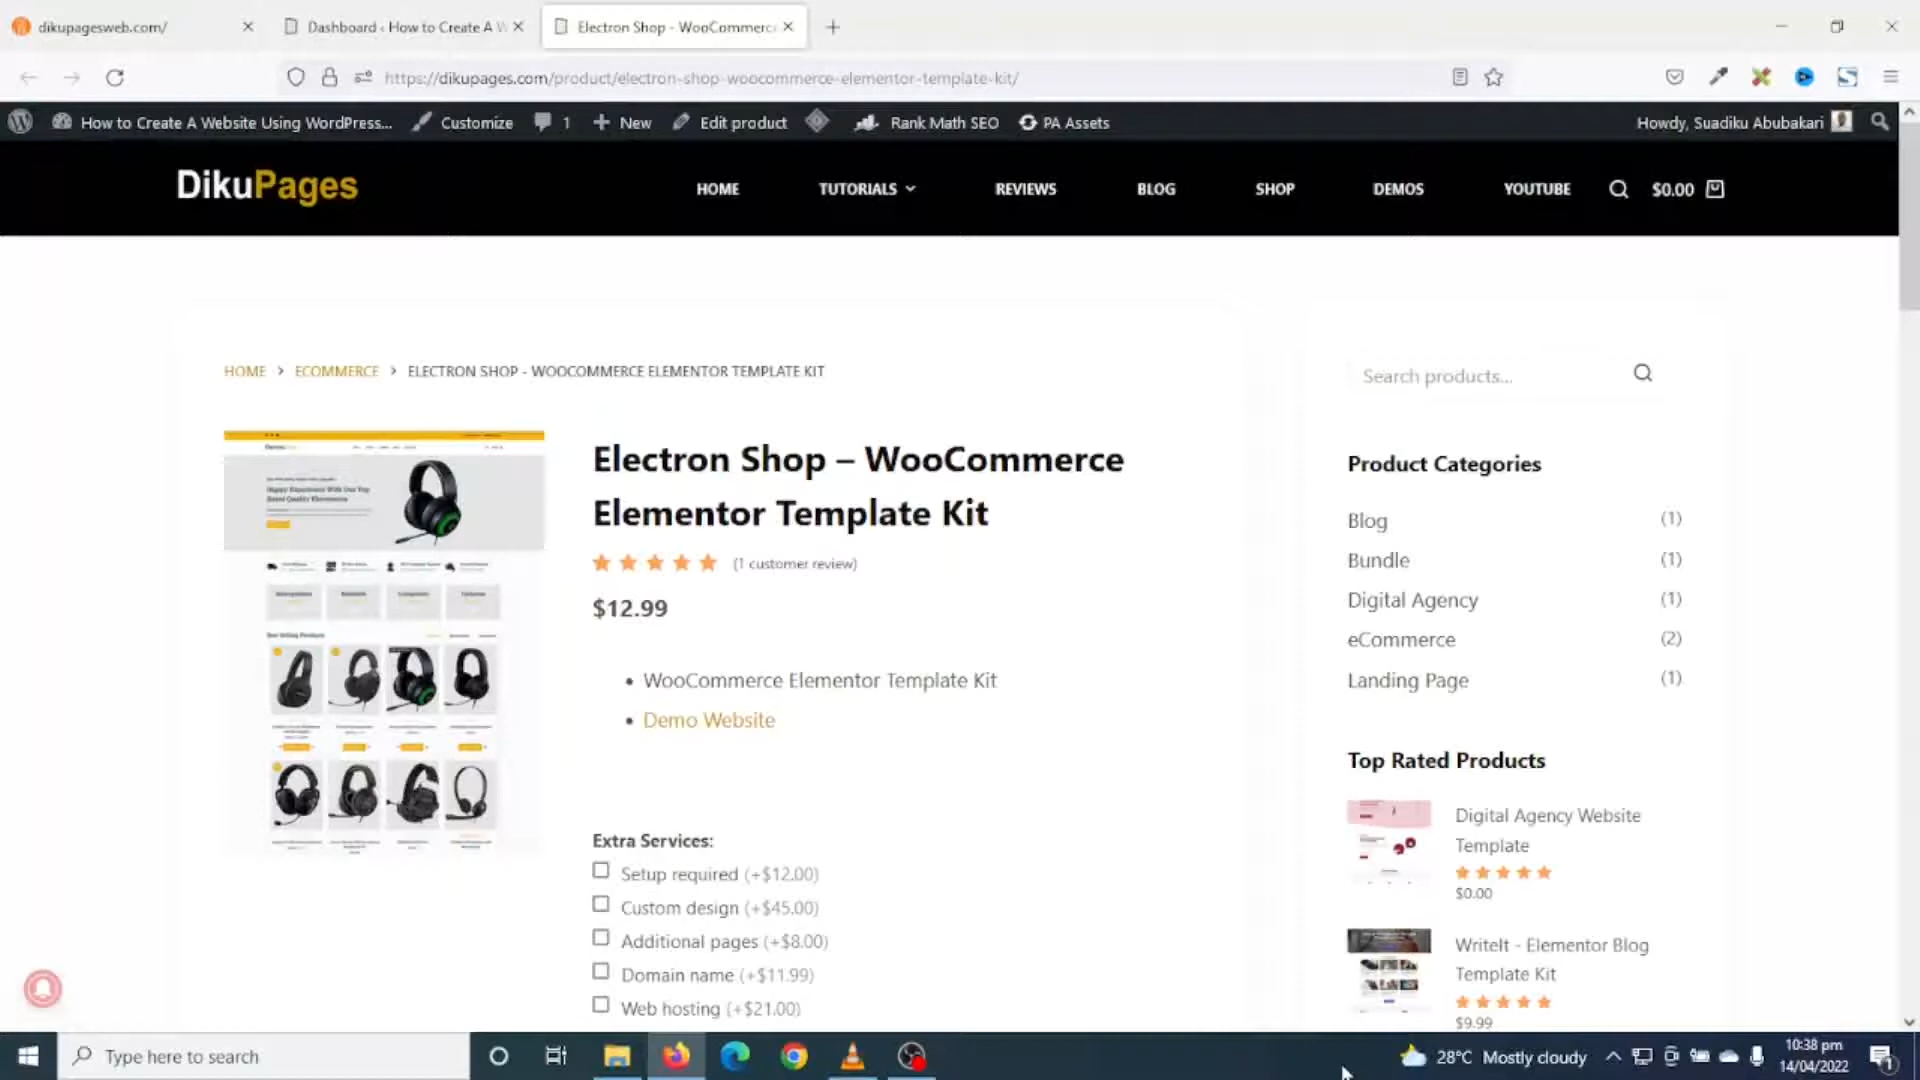 dikupagesweb.com/
Dashboard ‹ How to Create A W
Electron Shop - WooCommerc
https://dikupages.com/product/electron-shop-woocommerce-elementor-template-kit/
How to Create A Website Using WordPress...
Customize
1
New
Edit product
Rank Math SEO
PA Assets
Howdy, Suadiku Abubakari
DikuPages
HOME
TUTORIALS
REVIEWS
BLOG
SHOP
DEMOS
YOUTUBE
$0.00
HOME > ECOMMERCE > ELECTRON SHOP - WOOCOMMERCE ELEMENTOR TEMPLATE KIT
Electron Shop – WooCommerce
Elementor Template Kit
(1 customer review)
$12.99
• WooCommerce Elementor Template Kit
• Demo Website
Extra Services:
Setup required (+$12.00)
Custom design (+$45.00)
Additional pages (+$8.00)
Domain name (+$11.99)
Web hosting (+$21.00)
Search products...
Product Categories
Blog (1)
Bundle (1)
Digital Agency (1)
eCommerce (2)
Landing Page (1)
Top Rated Products
Digital Agency Website
Template
$0.00
WriteIt - Elementor Blog
Template Kit
$9.99
Type here to search
28°C Mostly cloudy
10:38 pm
14/04/2022
1